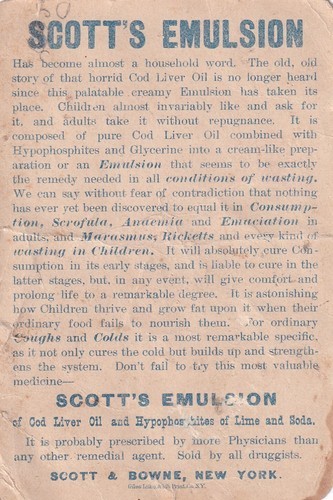 SCOTT'S EMULSION
Has become almost a household word. The old, old
story of that horrid Cod Liver Oil is no longer heard
since this palatable creamy Emulsion has taken its
place. Children almost invariably like and ask for
it, and adults take it without repugnance. It is
composed of pure Cod Liver Oil combined with
Hypophosphites and Glycerine into a cream-like prep-
aration or an Emulsion that seems to be exactly
the remedy needed in all conditions of wasting.
We can say without fear of contradiction that nothing
has ever yet been discovered to equal it in Consump-
tion, Scrofula, Anaemia and Emaciation in
adults, and Marasmus, Ricketts and every kind of
wasting in Children. It will absolutely cure Con-
sumption in its early stages, and is liable to cure in the
latter stages, but, in any event, will give comfort and
prolong life to a remarkable degree. It is astonishing
how Children thrive and grow fat upon it when their
ordinary food fails to nourish them. For ordinary
Coughs and Colds it is a most remarkable specific,
as it not only cures the cold but builds up and strength-
ens the system. Don't fail to try this most valuable
medicine—
SCOTT'S EMULSION
of Cod Liver Oil and Hypophosphites of Lime and Soda.
It is probably prescribed by more Physicians than
any other remedial agent. Sold by all druggists.
SCOTT & BOWNE, NEW YORK.
N.Y.